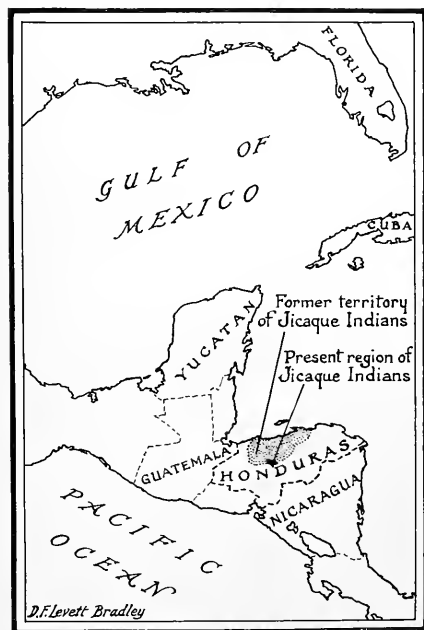 FLORIDA
GULF OF
MEXICO
CUBA
Former territory
of Jicaque Indians
YUCATAN
Present region of
Jicaque Indians
GUATEMALA
HONDURAS
NICARAGUA
PACIFIC
OCEAN
D.F. Levett Bradley